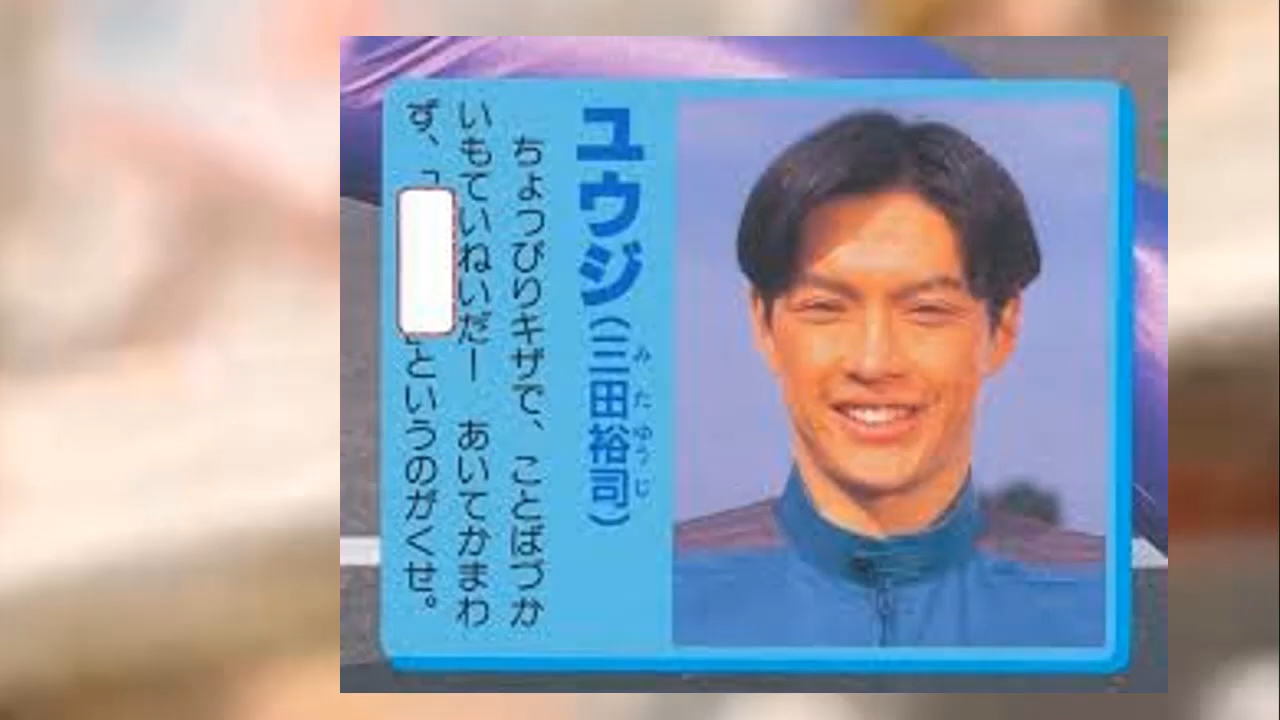 ユウジ(三田裕司)
みたゆうじ
ちょっぴりキザで、ことばづか
いもていねいだー あいてかまわ
ず、「
』というのがくせ。